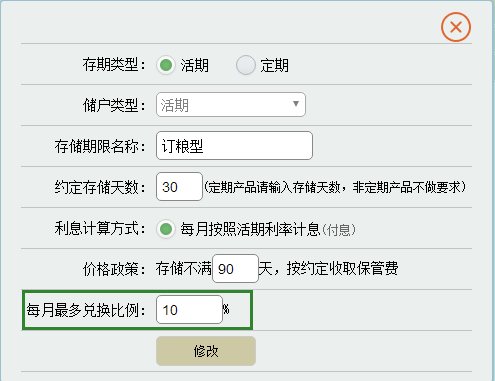 存期类型： 活期 定期
储户类型： 活期
存储期限名称： 订粮型
约定存储天数： 30 (定期产品请输入存储天数，非定期产品不做要求)
利息计算方式： 每月按照活期利率计息(付息)
价格政策： 存储不满 90 天，按约定收取保管费
每月最多兑换比例： 10 %
修改